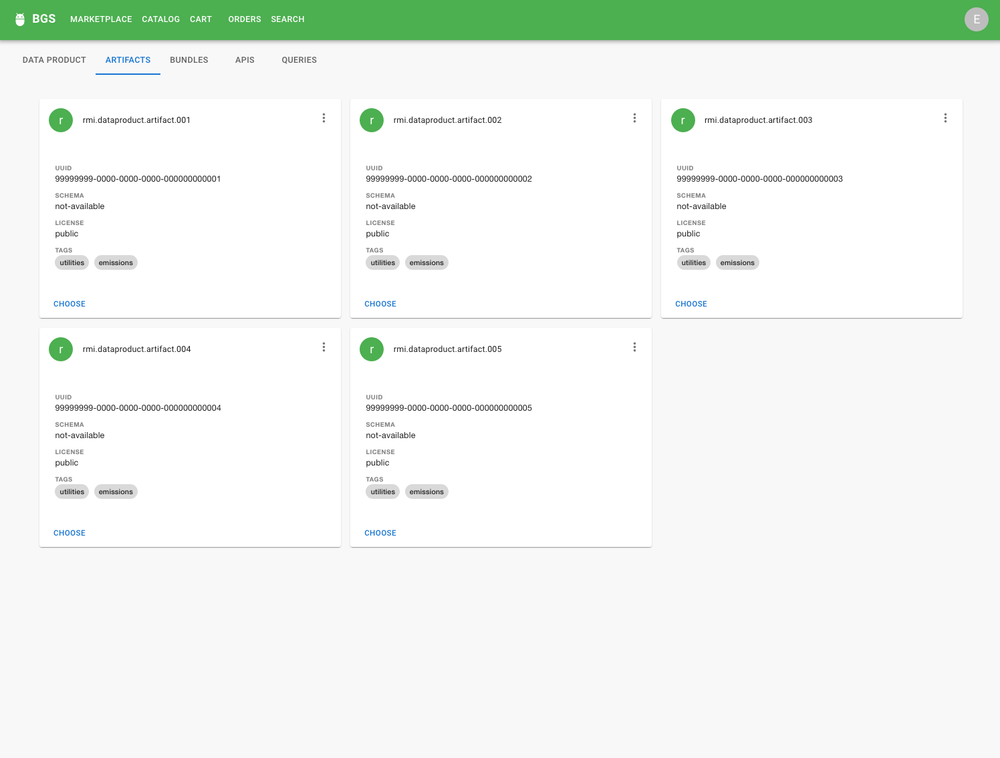 BGS MARKETPLACE CATALOG CART ORDERS SEARCH E
DATA PRODUCT ARTIFACTS BUNDLES APIS QUERIES
r rmi.dataproduct.artifact.001
UUID
99999999-0000-0000-0000-000000000001
SCHEMA
not-available
LICENSE
public
TAGS
utilities emissions
CHOOSE
r rmi.dataproduct.artifact.002
UUID
99999999-0000-0000-0000-000000000002
SCHEMA
not-available
LICENSE
public
TAGS
utilities emissions
CHOOSE
r rmi.dataproduct.artifact.003
UUID
99999999-0000-0000-0000-000000000003
SCHEMA
not-available
LICENSE
public
TAGS
utilities emissions
CHOOSE
r rmi.dataproduct.artifact.004
UUID
99999999-0000-0000-0000-000000000004
SCHEMA
not-available
LICENSE
public
TAGS
utilities emissions
CHOOSE
r rmi.dataproduct.artifact.005
UUID
99999999-0000-0000-0000-000000000005
SCHEMA
not-available
LICENSE
public
TAGS
utilities emissions
CHOOSE